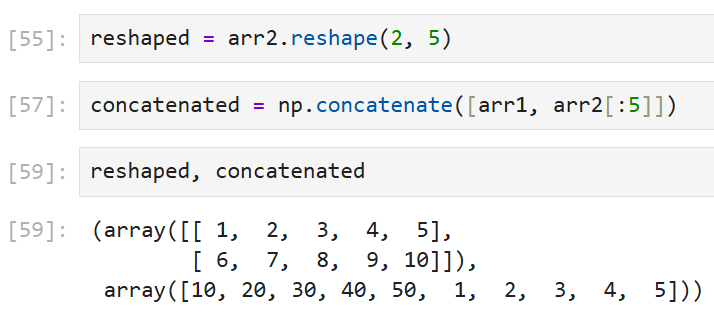 [55]: reshaped = arr2.reshape(2, 5)
[57]: concatenated = np.concatenate([arr1, arr2[:5]])
[59]: reshaped, concatenated
[59]: (array([[ 1,  2,  3,  4,  5],
        [ 6,  7,  8,  9, 10]]),
 array([10, 20, 30, 40, 50,  1,  2,  3,  4,  5]))